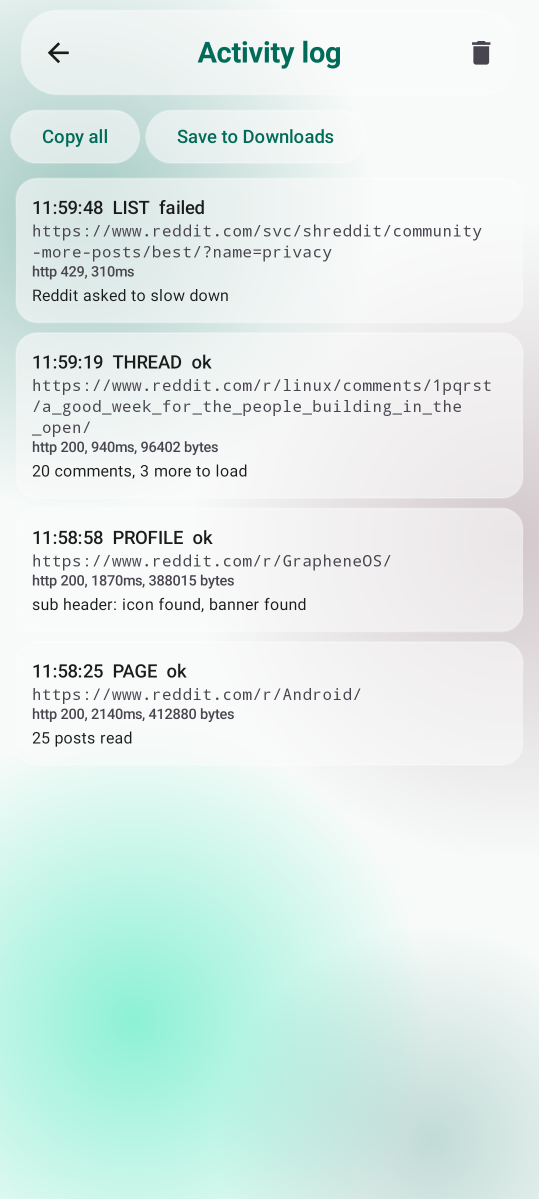 Activity log
Copy all
Save to Downloads
11:59:48 LIST failed
https://www.reddit.com/svc/shreddit/community
-more-posts/best/?name=privacy
http 429, 310ms
Reddit asked to slow down
11:59:19 THREAD ok
https://www.reddit.com/r/linux/comments/1pqrst
/a_good_week_for_the_people_building_in_the
_open/
http 200, 940ms, 96402 bytes
20 comments, 3 more to load
11:58:58 PROFILE ok
https://www.reddit.com/r/GrapheneOS/
http 200, 1870ms, 388015 bytes
sub header: icon found, banner found
11:58:25 PAGE ok
https://www.reddit.com/r/Android/
http 200, 2140ms, 412880 bytes
25 posts read